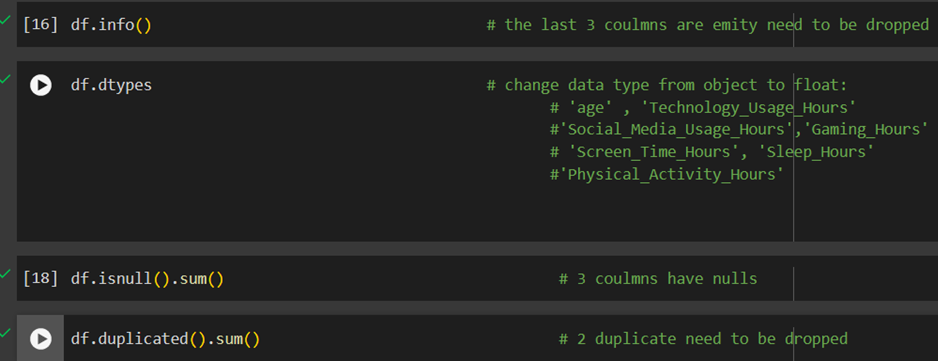 [16] df.info() # the last 3 coulmns are emity need to be dropped
df.dtypes # change data type from object to float:
# 'age' , 'Technology_Usage_Hours'
#'Social_Media_Usage_Hours','Gaming_Hours'
# 'Screen_Time_Hours', 'Sleep_Hours'
#'Physical_Activity_Hours'
[18] df.isnull().sum() # 3 coulmns have nulls
df.duplicated().sum() # 2 duplicate need to be dropped